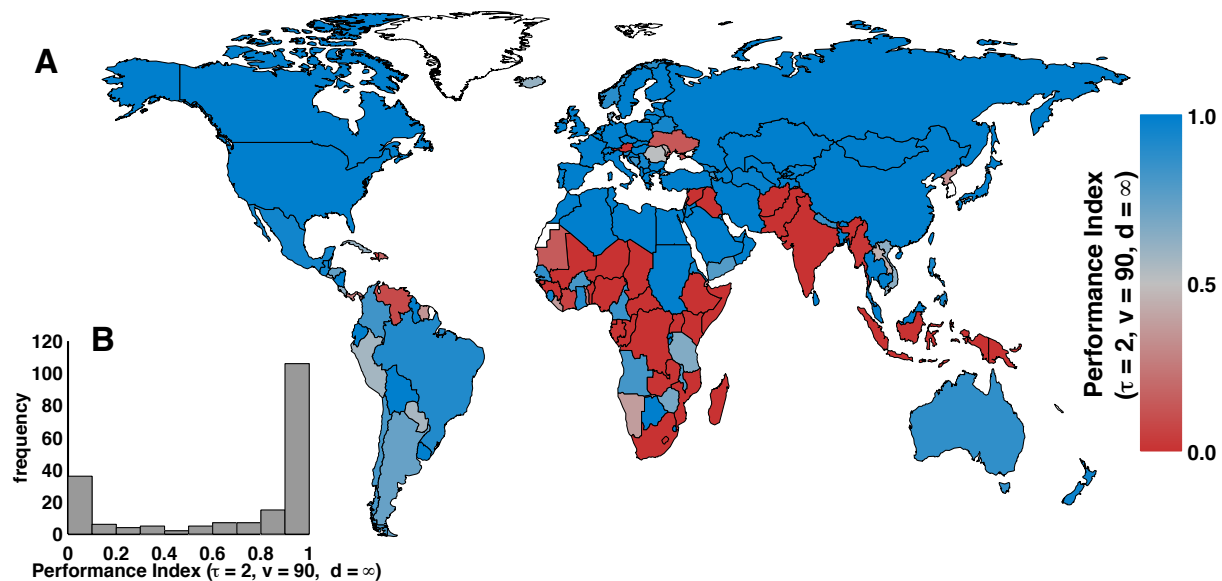 A
1.0
0.5
0.0
Performance Index
(τ = 2, v = 90, d = ∞)
B
120
100
80
60
40
20
0
frequency
0 0.2 0.4 0.6 0.8 1
Performance Index (τ = 2, v = 90, d = ∞)